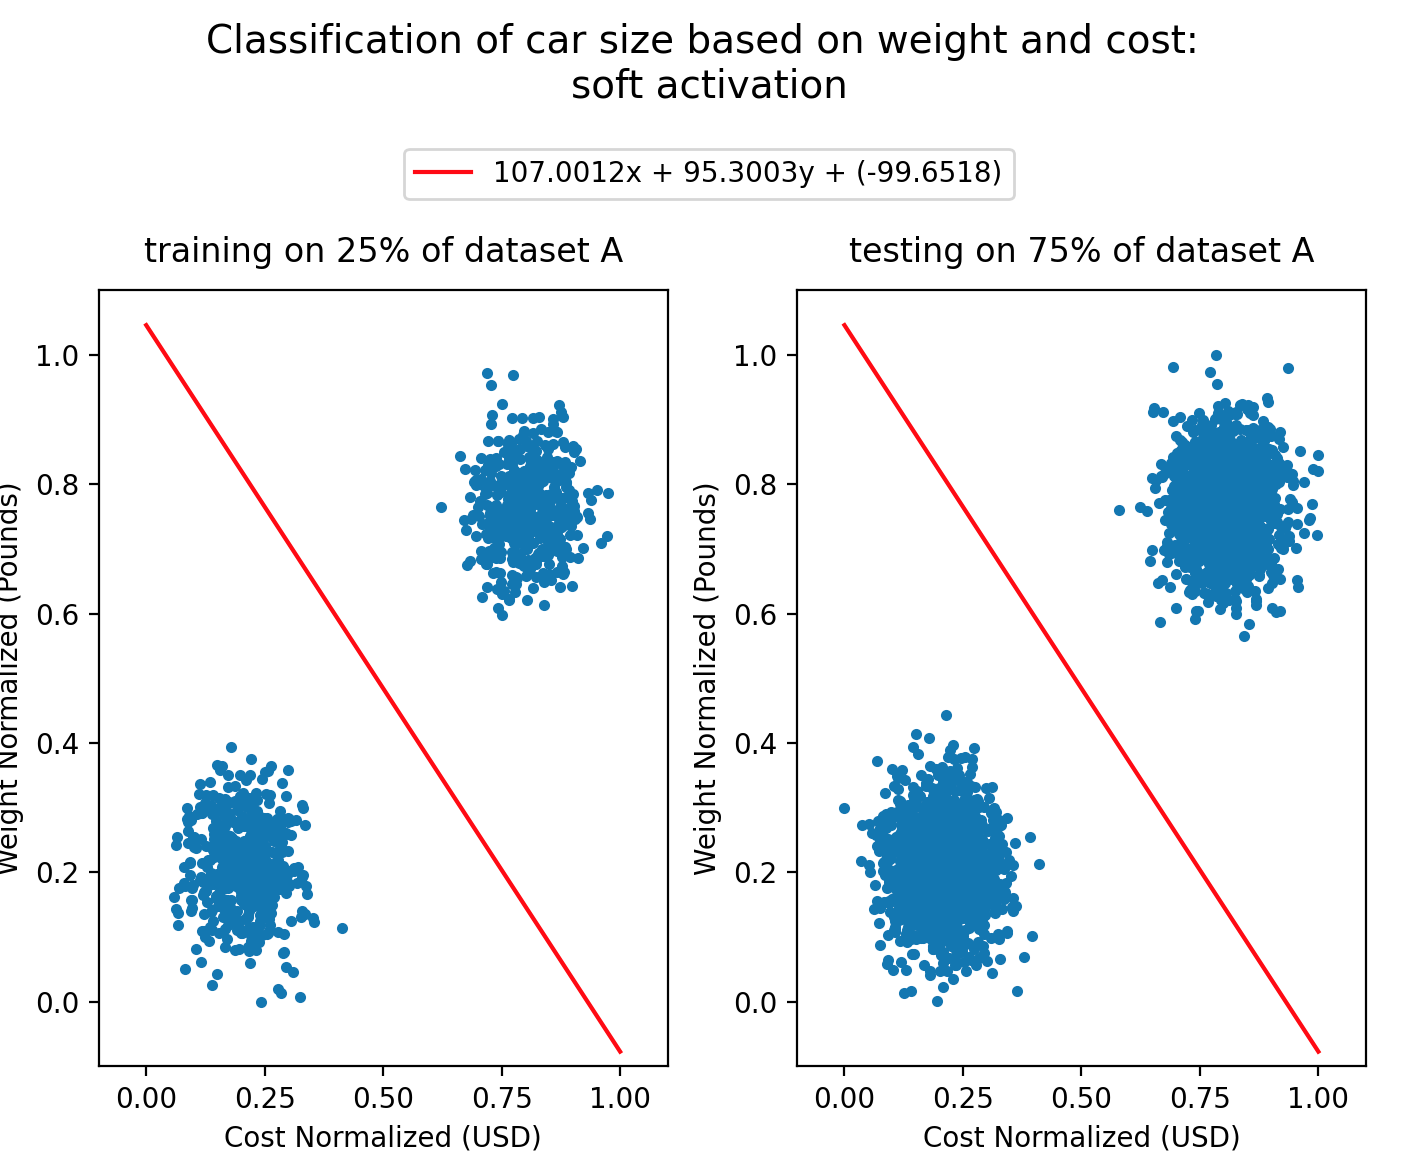 Classification of car size based on weight and cost:
soft activation
107.0012x + 95.3003y + (-99.6518)
training on 25% of dataset A
testing on 75% of dataset A
Weight Normalized (Pounds)
1.0
0.8
0.6
0.4
0.2
0.0
0.00 0.25 0.50 0.75 1.00
Cost Normalized (USD)
Weight Normalized (Pounds)
1.0
0.8
0.6
0.4
0.2
0.0
0.00 0.25 0.50 0.75 1.00
Cost Normalized (USD)